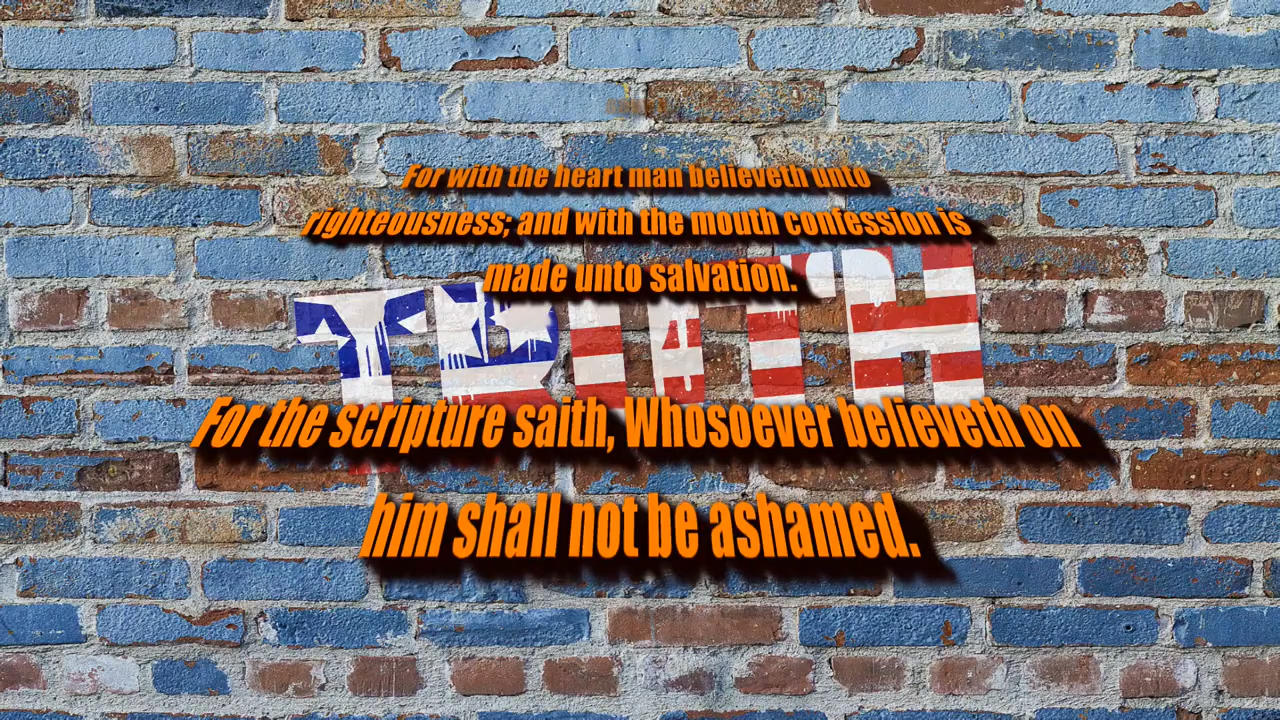 For with the heart man believeth unto
righteousness; and with the mouth confession is
made unto salvation.
TRUTH
For the scripture saith, Whosoever believeth on
him shall not be ashamed.